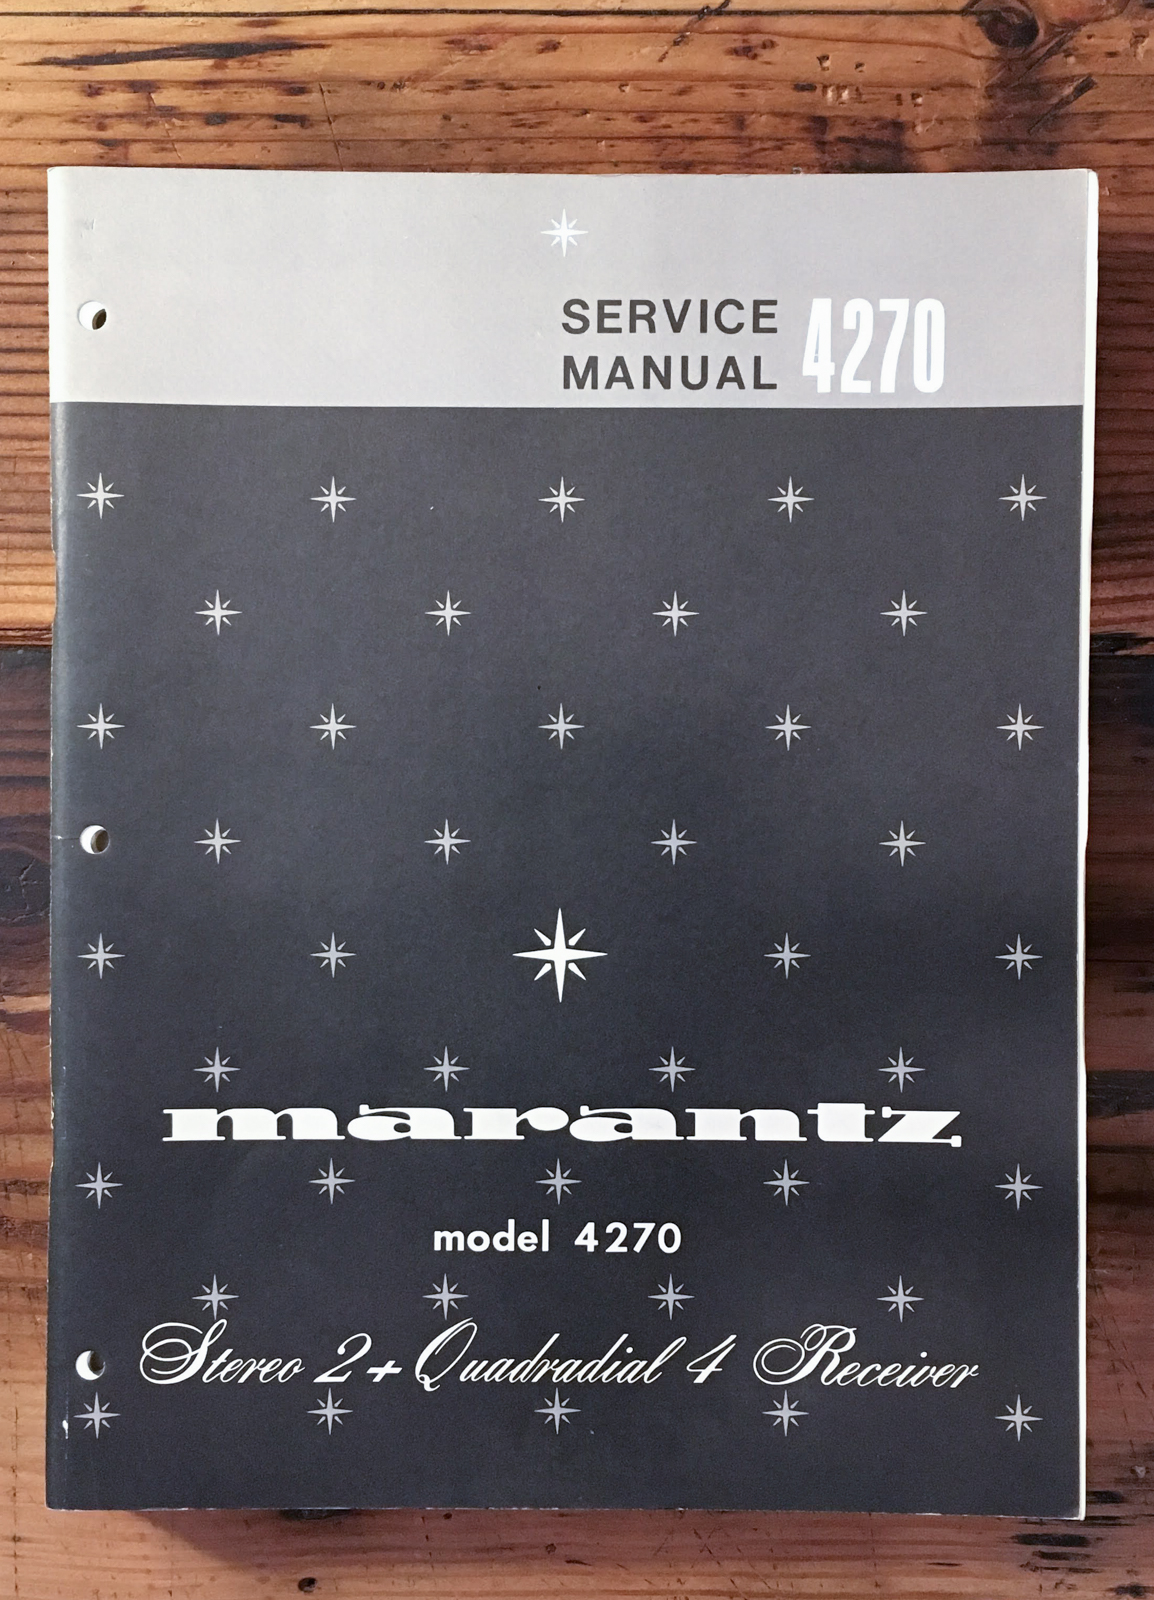 SERVICE
MANUAL 4270
marantz
model 4270
Stereo 2 + Quadradial 4 Receiver